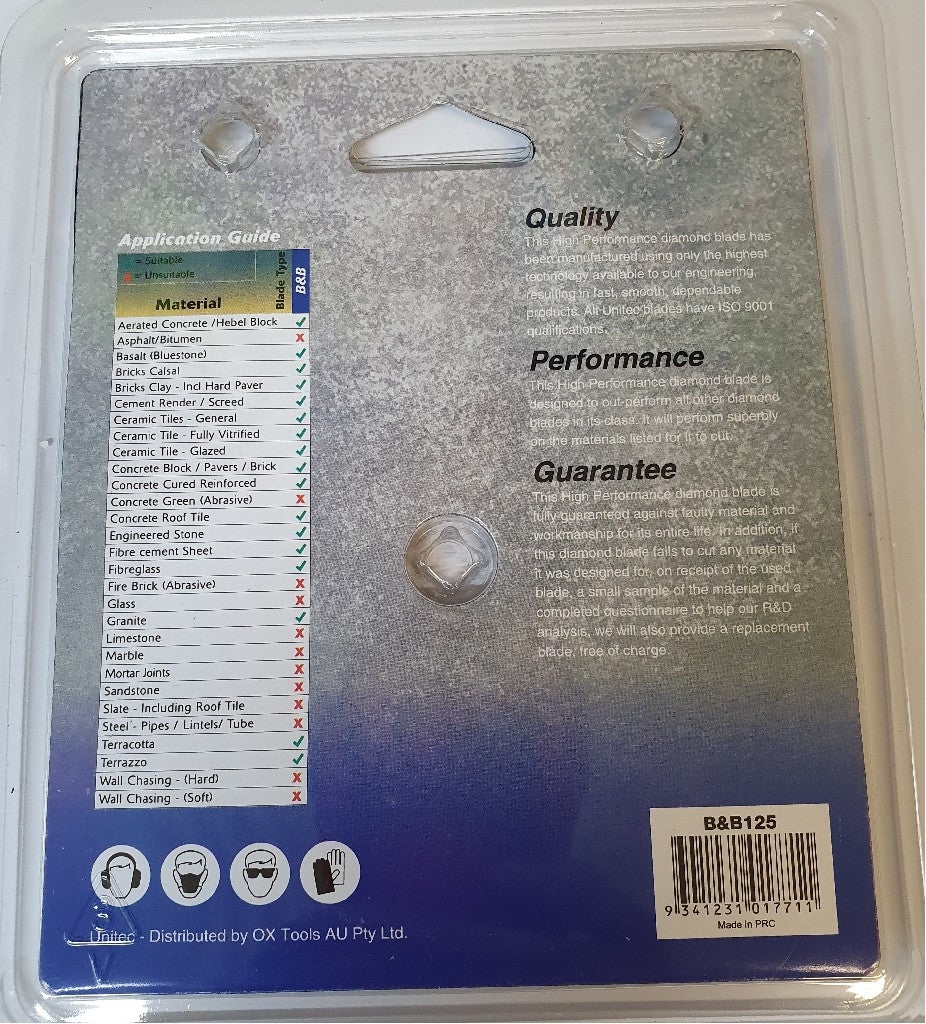 Application Guide
= Suitable
= Unsuitable
Material
Blade Type
B&B
Aerated Concrete /Hebel Block ✓
Asphalt/Bitumen X
Basalt (Bluestone) ✓
Bricks Calsal ✓
Bricks Clay - Incl Hard Paver ✓
Cement Render / Screed ✓
Ceramic Tiles - General ✓
Ceramic Tile - Fully Vitrified ✓
Ceramic Tile - Glazed ✓
Concrete Block / Pavers / Brick ✓
Concrete Cured Reinforced ✓
Concrete Green (Abrasive) X
Concrete Roof Tile ✓
Engineered Stone ✓
Fibre cement Sheet ✓
Fibreglass ✓
Fire Brick (Abrasive) X
Glass X
Granite ✓
Limestone X
Marble X
Mortar Joints X
Sandstone X
Slate - Including Roof Tile X
Steel - Pipes / Lintels/ Tube X
Terracotta ✓
Terrazzo ✓
Wall Chasing - (Hard) X
Wall Chasing - (Soft) X
Quality
This High Performance diamond blade has
been manufactured using only the highest
technology available to our engineering,
resulting in fast, smooth, dependable
products. All Unitec blades have ISO 9001
qualifications.
Performance
This High Performance diamond blade is
designed to out-perform all other diamond
blades in its class. It will perform superbly
on the materials listed for it to cut.
Guarantee
This High Performance diamond blade is
fully guaranteed against faulty material and
workmanship for its entire life. In addition, if
this diamond blade fails to cut any material
it was designed for, on receipt of the used
blade, a small sample of the material and a
completed questionnaire to help our R&D
analysis, we will also provide a replacement
blade, free of charge.
Unitec - Distributed by OX Tools AU Pty Ltd.
B&B125
9 341231 017711
Made in PRC